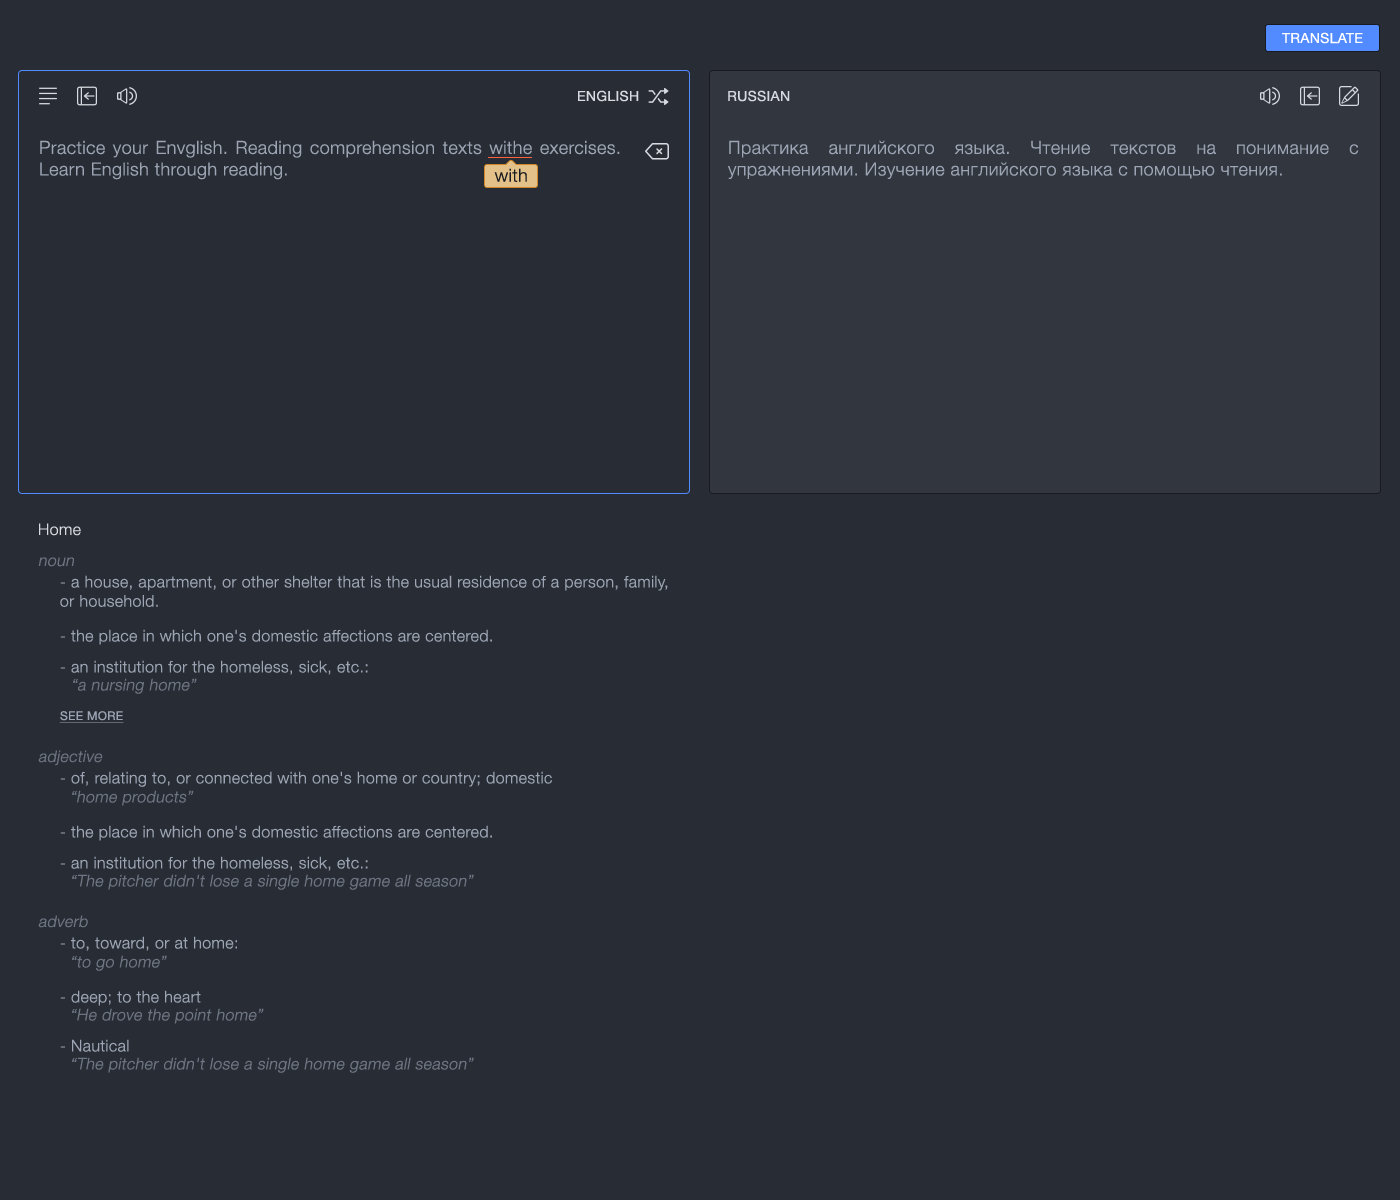 TRANSLATE
ENGLISH
Practice your Envglish. Reading comprehension texts withe exercises.
Learn English through reading.
with
RUSSIAN
Практика английского языка. Чтение текстов на понимание с
упражнениями. Изучение английского языка с помощью чтения.
Home
noun
- a house, apartment, or other shelter that is the usual residence of a person, family,
or household.
- the place in which one's domestic affections are centered.
- an institution for the homeless, sick, etc.:
“a nursing home”
SEE MORE
adjective
- of, relating to, or connected with one's home or country; domestic
“home products”
- the place in which one's domestic affections are centered.
- an institution for the homeless, sick, etc.:
“The pitcher didn't lose a single home game all season”
adverb
- to, toward, or at home:
“to go home”
- deep; to the heart
“He drove the point home”
- Nautical
“The pitcher didn't lose a single home game all season”